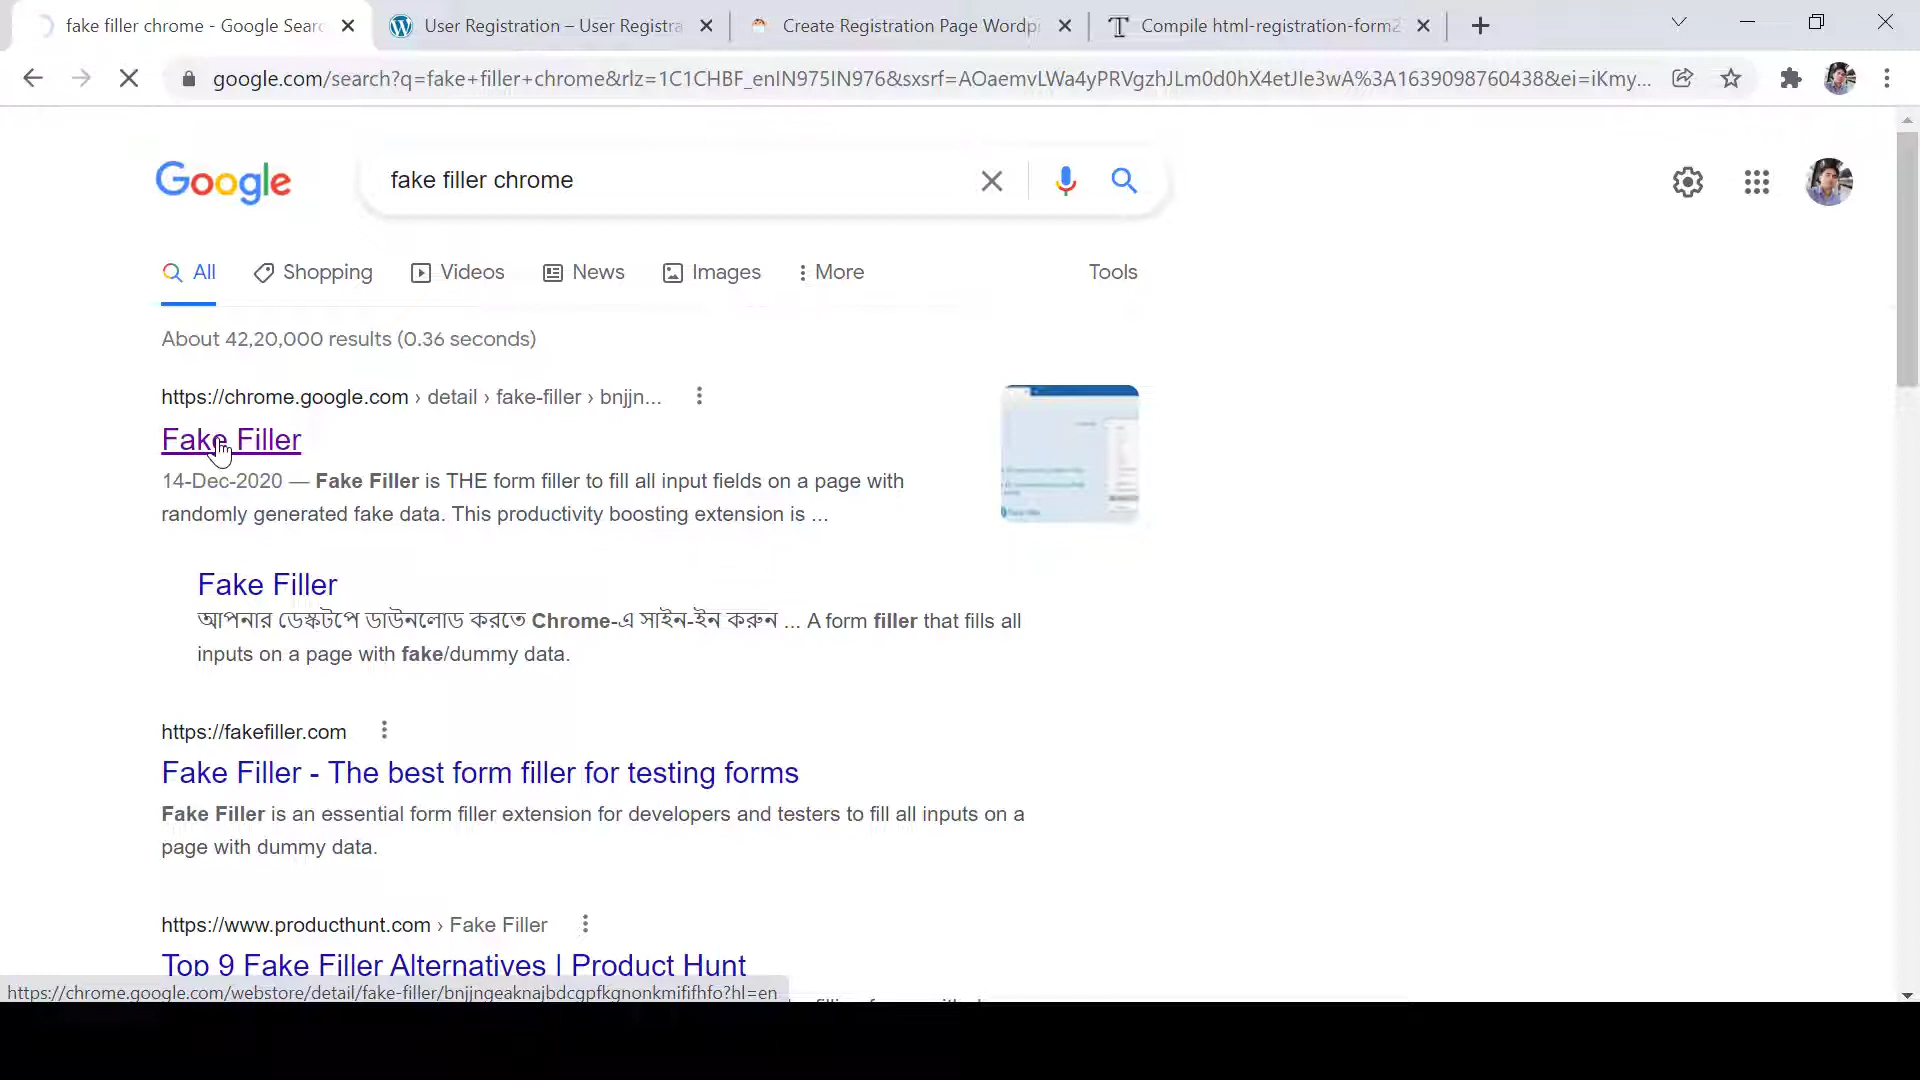 fake filler chrome - Google Searc
User Registration – User Registra
Create Registration Page Wordp
Compile html-registration-form2
google.com/search?q=fake+filler+chrome&rlz=1C1CHBF_enIN975IN976&sxsrf=AOaemvLWa4yPRVgzhJLm0d0hX4etJIe3wA%3A1639098760438&ei=iKmy...
Google
fake filler chrome
All
Shopping
Videos
News
Images
More
Tools
About 42,20,000 results (0.36 seconds)
https://chrome.google.com › detail › fake-filler › bnjjn...
Fake Filler
14-Dec-2020 — Fake Filler is THE form filler to fill all input fields on a page with
randomly generated fake data. This productivity boosting extension is ...
Fake Filler
আপনার ডেস্কটপে ডাউনলোড করতে Chrome-এ সাইন-ইন করুন ... A form filler that fills all
inputs on a page with fake/dummy data.
https://fakefiller.com
Fake Filler - The best form filler for testing forms
Fake Filler is an essential form filler extension for developers and testers to fill all inputs on a
page with dummy data.
https://www.producthunt.com › Fake Filler
Top 9 Fake Filler Alternatives | Product Hunt
https://chrome.google.com/webstore/detail/fake-filler/bnjjngeaknajbdcgpfkgnonkmififhfo?hl=en